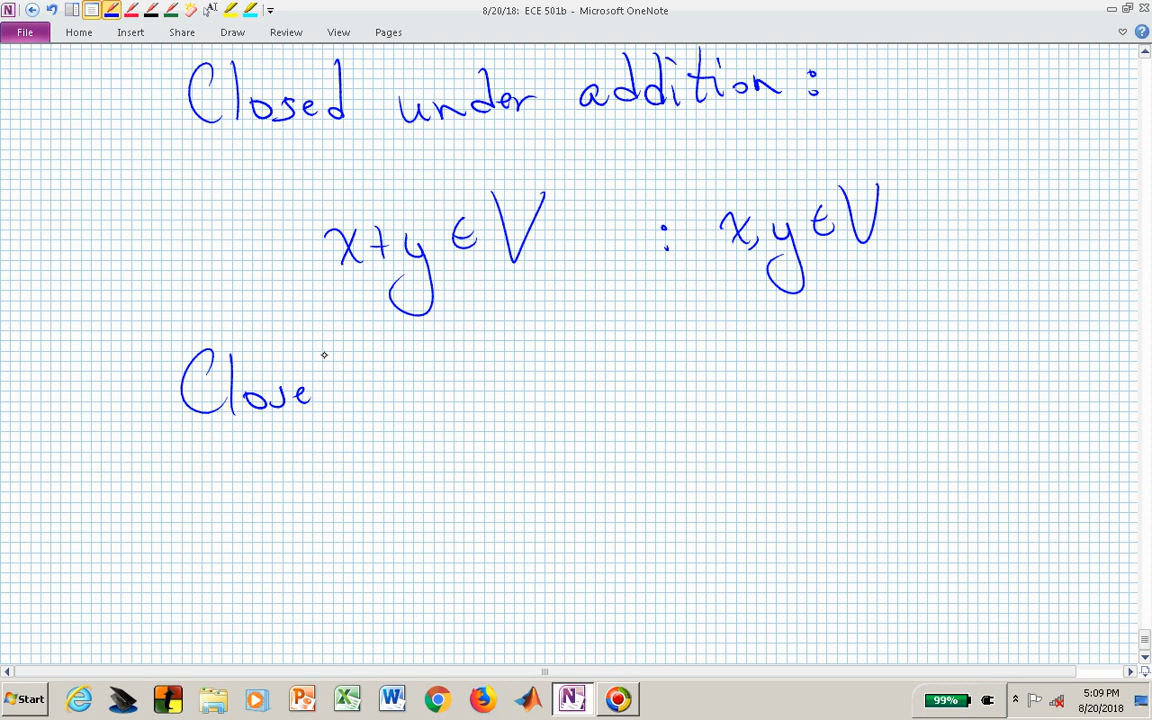 8/20/18: ECE 501b - Microsoft OneNote
File Home Insert Share Draw Review View Pages
Closed under addition:
x+y ∈ V : x, y ∈ V
Close
99% 5:09 PM
8/20/2018
Start